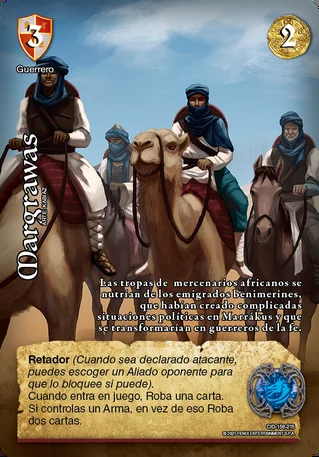 3
2
Guerrero
Margrawas
Las tropas de mercenarios africanos se
nutrían de los emigrados benimerines,
que habían creado complicadas
situaciones políticas en Marrákus y que
se transformarían en guerreros de la fe.
Retador (Cuando sea declarado atacante,
puedes escoger un Aliado oponente para
que lo bloquee si puede).
Cuando entra en juego, Roba una carta.
Si controlas un Arma, en vez de eso Roba
dos cartas.
CID-158-215
©2021 FENIX ENTERTAINMENT S.P.A.